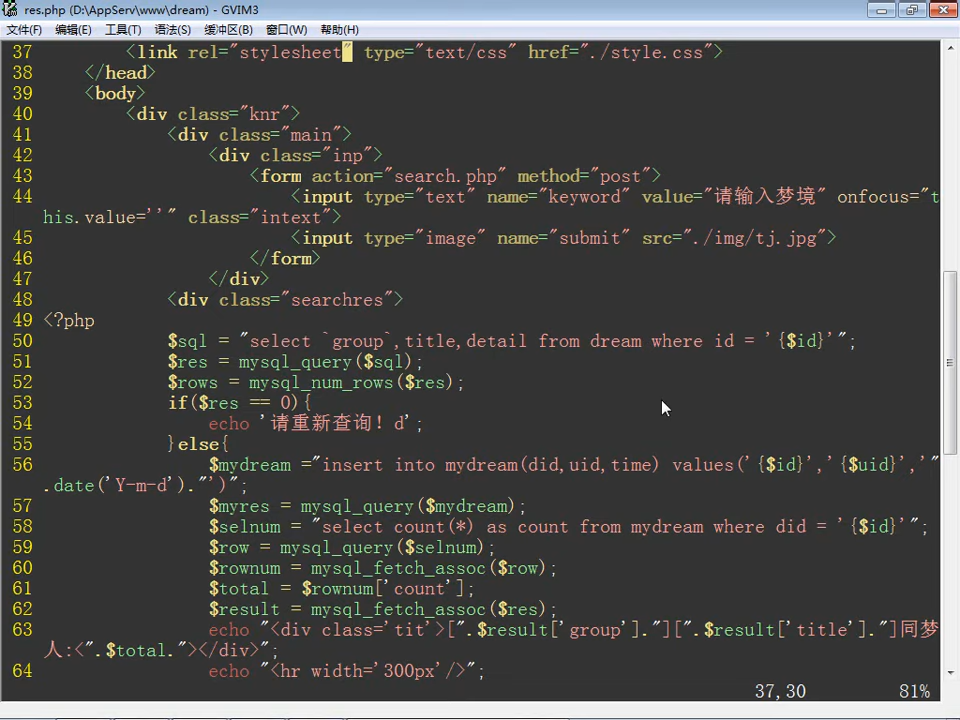 res.php (D:\AppServ\www\dream) - GVIM3
文件(F) 编辑(E) 工具(T) 语法(S) 缓冲区(B) 窗口(W) 帮助(H)
37 <link rel="stylesheet" type="text/css" href="./style.css">
38 </head>
39 <body>
40 <div class="knr">
41 <div class="main">
42 <div class="inp">
43 <form action="search.php" method="post">
44 <input type="text" name="keyword" value="请输入梦境" onfocus="t
his.value=''" class="intext">
45 <input type="image" name="submit" src="./img/tj.jpg">
46 </form>
47 </div>
48 <div class="searchres">
49 <?php
50 $sql = "select `group`,title,detail from dream where id = '{$id}'";
51 $res = mysql_query($sql);
52 $rows = mysql_num_rows($res);
53 if($res == 0){
54 echo '请重新查询! d';
55 }else{
56 $mydream ="insert into mydream(did,uid,time) values('{$id}','{$uid}','"
.date('Y-m-d')."')";
57 $myres = mysql_query($mydream);
58 $selnum = "select count(*) as count from mydream where did = '{$id}'";
59 $row = mysql_query($selnum);
60 $rownum = mysql_fetch_assoc($row);
61 $total = $rownum['count'];
62 $result = mysql_fetch_assoc($res);
63 echo "<div class='tit'>[".$result['group']."][".$result['title']."]同梦
人:<".$total."></div>";
64 echo "<hr width='300px'/>";
37,30 81%